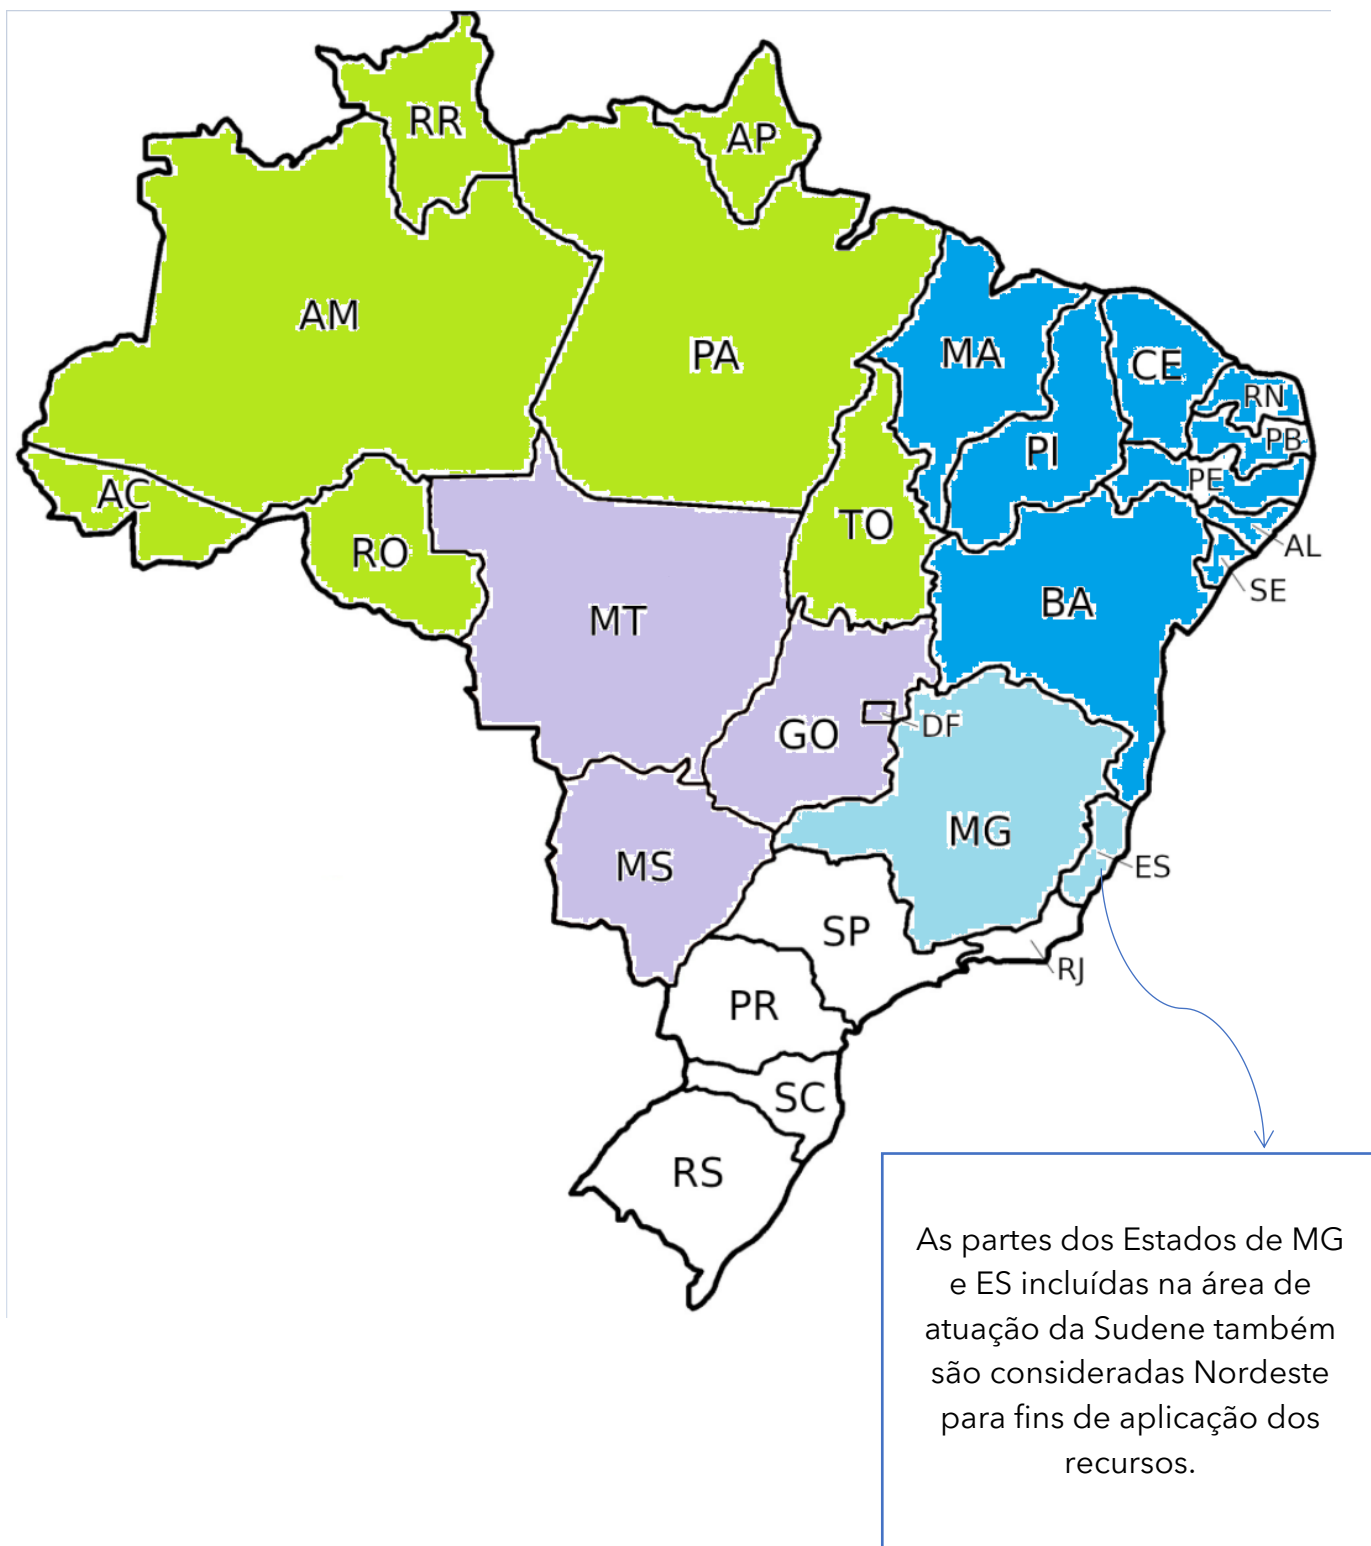 RR
AP
AM
PA
MA
CE
RN
PI
PB
PE
AC
TO
RO
AL
SE
BA
MT
DF
GO
MG
MS
ES
SP
RJ
PR
SC
RS
As partes dos Estados de MG
e ES incluídas na área de
atuação da Sudene também
são consideradas Nordeste
para fins de aplicação dos
recursos.